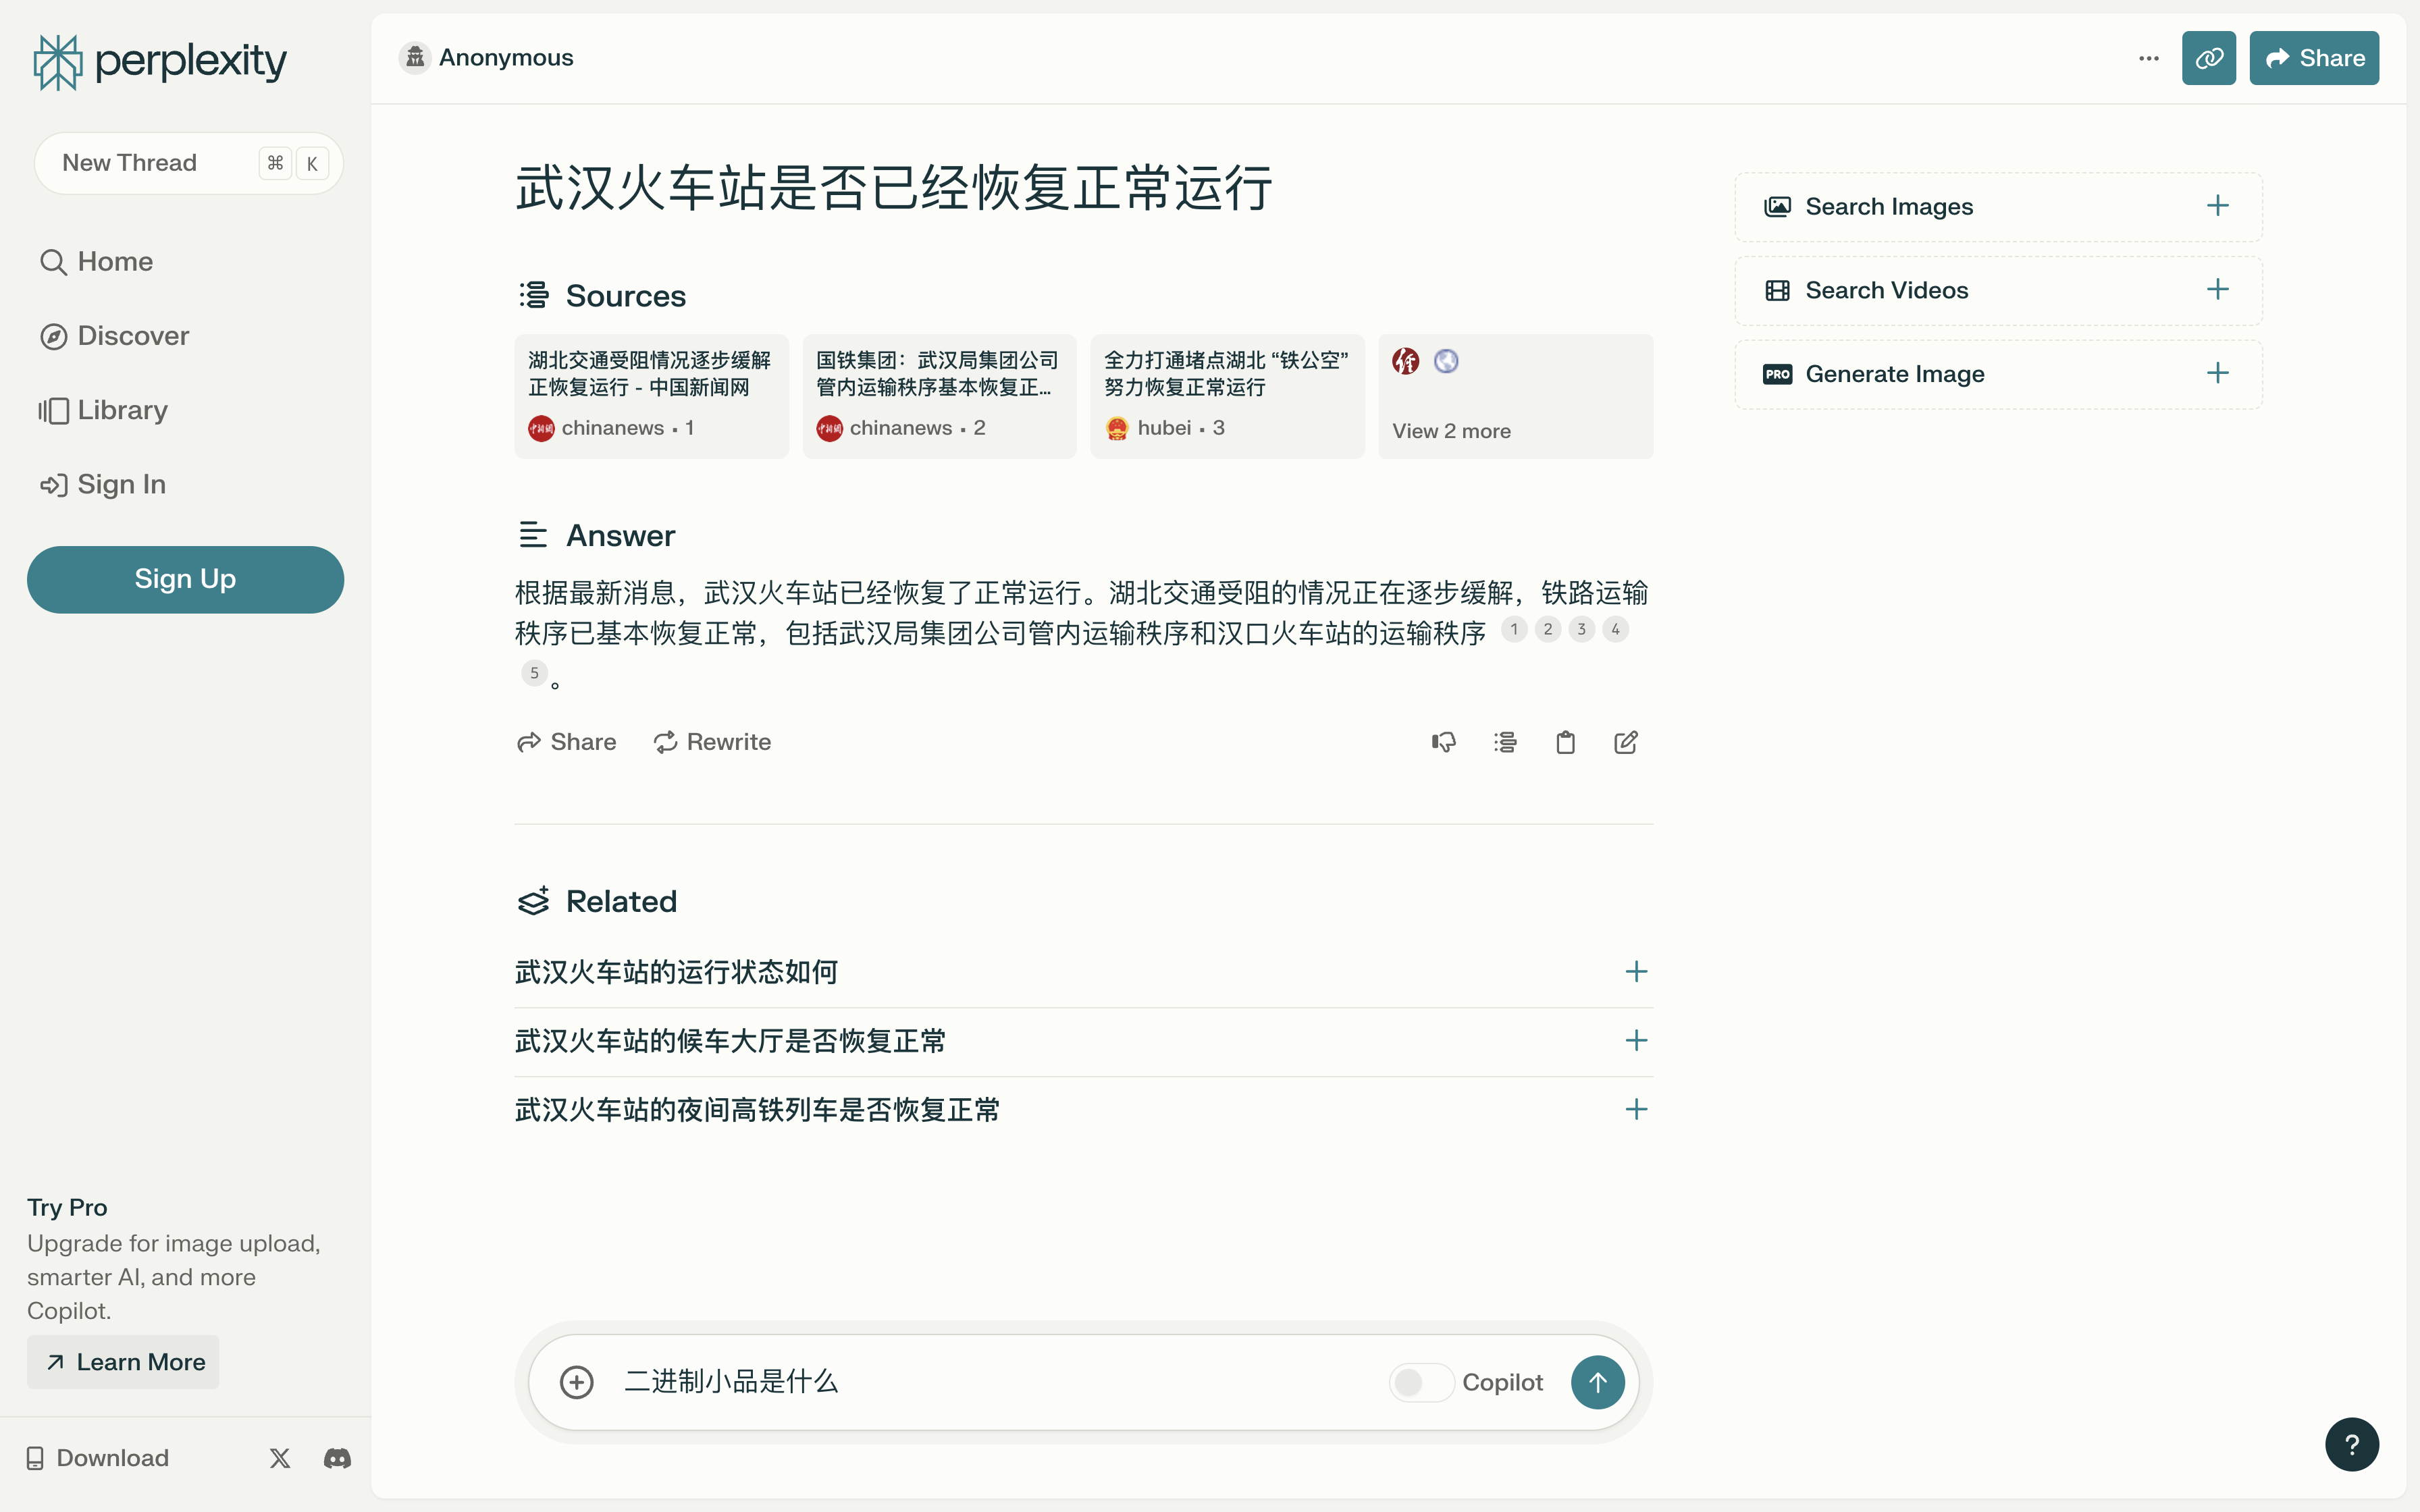 perplexity
New Thread ⌘ K
Home
Discover
Library
Sign In
Sign Up
Try Pro
Upgrade for image upload,
smarter AI, and more
Copilot.
Learn More
Download
Anonymous
Share
武汉火车站是否已经恢复正常运行
Sources
湖北交通受阻情况逐步缓解
正恢复运行 - 中国新闻网
chinanews · 1
国铁集团：武汉局集团公司
管内运输秩序基本恢复正...
chinanews · 2
全力打通堵点湖北 “铁公空”
努力恢复正常运行
hubei · 3
View 2 more
Answer
根据最新消息，武汉火车站已经恢复了正常运行。湖北交通受阻的情况正在逐步缓解，铁路运输
秩序已基本恢复正常，包括武汉局集团公司管内运输秩序和汉口火车站的运输秩序 1 2 3 4
5 。
Share
Rewrite
Related
武汉火车站的运行状态如何
武汉火车站的候车大厅是否恢复正常
武汉火车站的夜间高铁列车是否恢复正常
二进制小品是什么
Copilot
Search Images
Search Videos
PRO Generate Image
?